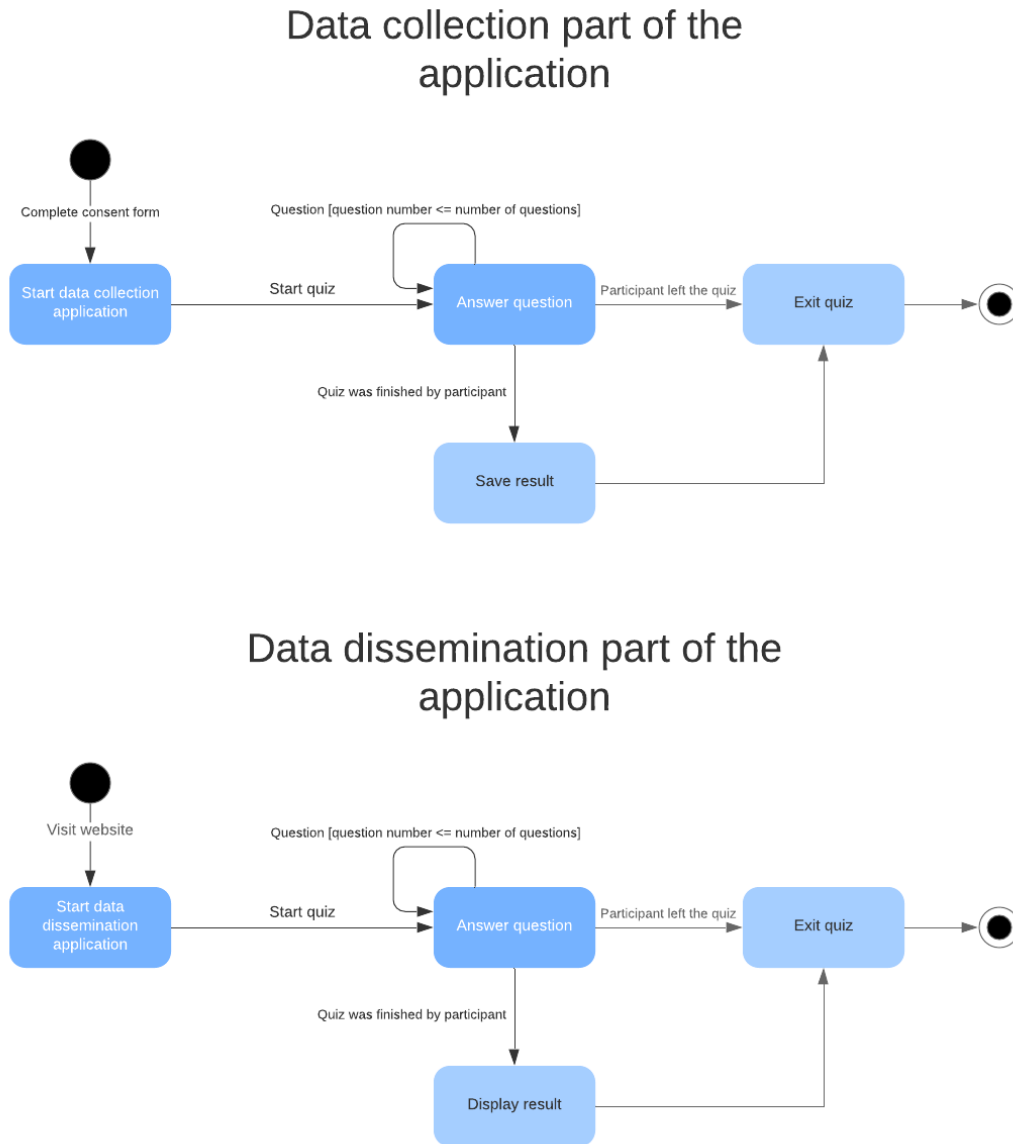 Data collection part of the
application
Complete consent form
Question [question number <= number of questions]
Start data collection
application
Start quiz
Answer question
Participant left the quiz
Exit quiz
Quiz was finished by participant
Save result
Data dissemination part of the
application
Visit website
Question [question number <= number of questions]
Start data
dissemination
application
Start quiz
Answer question
Participant left the quiz
Exit quiz
Quiz was finished by participant
Display result